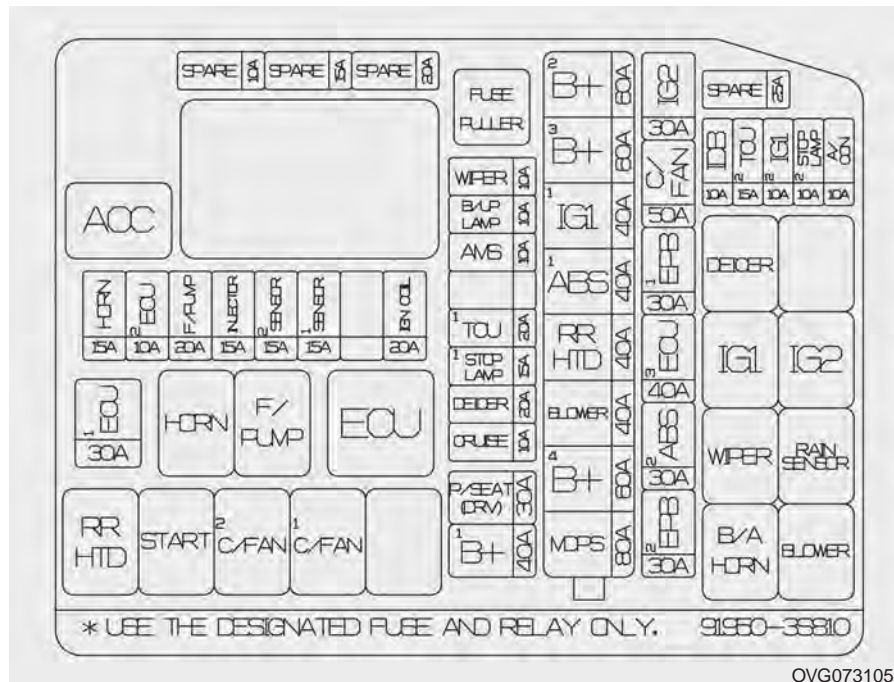 SPARE 10A SPARE 15A SPARE 20A
FUSE
PULLER
2 B+ 60A
IG2
30A
SPARE 25A
3 B+ 60A
C/
FAN
50A
IDB
10A
2 TCU
15A
2 IG1
10A
2 STOP
LAMP
10A
A/
CON
10A
ACC
WIPER 10A
B/UP
LAMP 10A
AMS 10A
1 IG1 40A
1 ABS 40A
1 EPB
30A
DEICER
HORN
15A
2 ECU
10A
F/PUMP
20A
INJECTOR
15A
2 SENSOR
15A
1 SENSOR
15A
IGN COIL
20A
1 TCU 20A
1 STOP
LAMP 15A
DEICER 20A
CRUISE 10A
RR
HTD 40A
BLOWER 40A
3 ECU
40A
IG1
IG2
1 ECU
30A
HORN
F/
PUMP
ECU
2 ABS
30A
WIPER
RAIN
SENSOR
P/SEAT
(DRV) 30A
1 B+ 40A
4 B+ 60A
MDPS 80A
2 EPB
30A
RR
HTD
START
2 C/FAN
1 C/FAN
B/A
HORN
BLOWER
* USE THE DESIGNATED FUSE AND RELAY ONLY. 91950-3S810
OVG073105